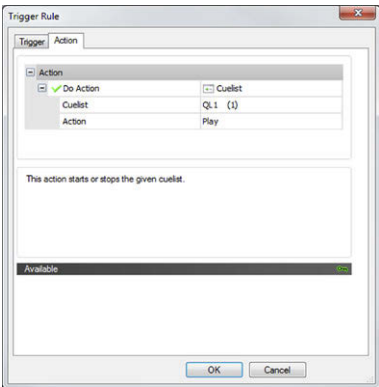 Trigger Rule
Trigger Action
Action
Do Action Cuelist
Cuelist QL1 (1)
Action Play
This action starts or stops the given cuelist.
Available
OK Cancel